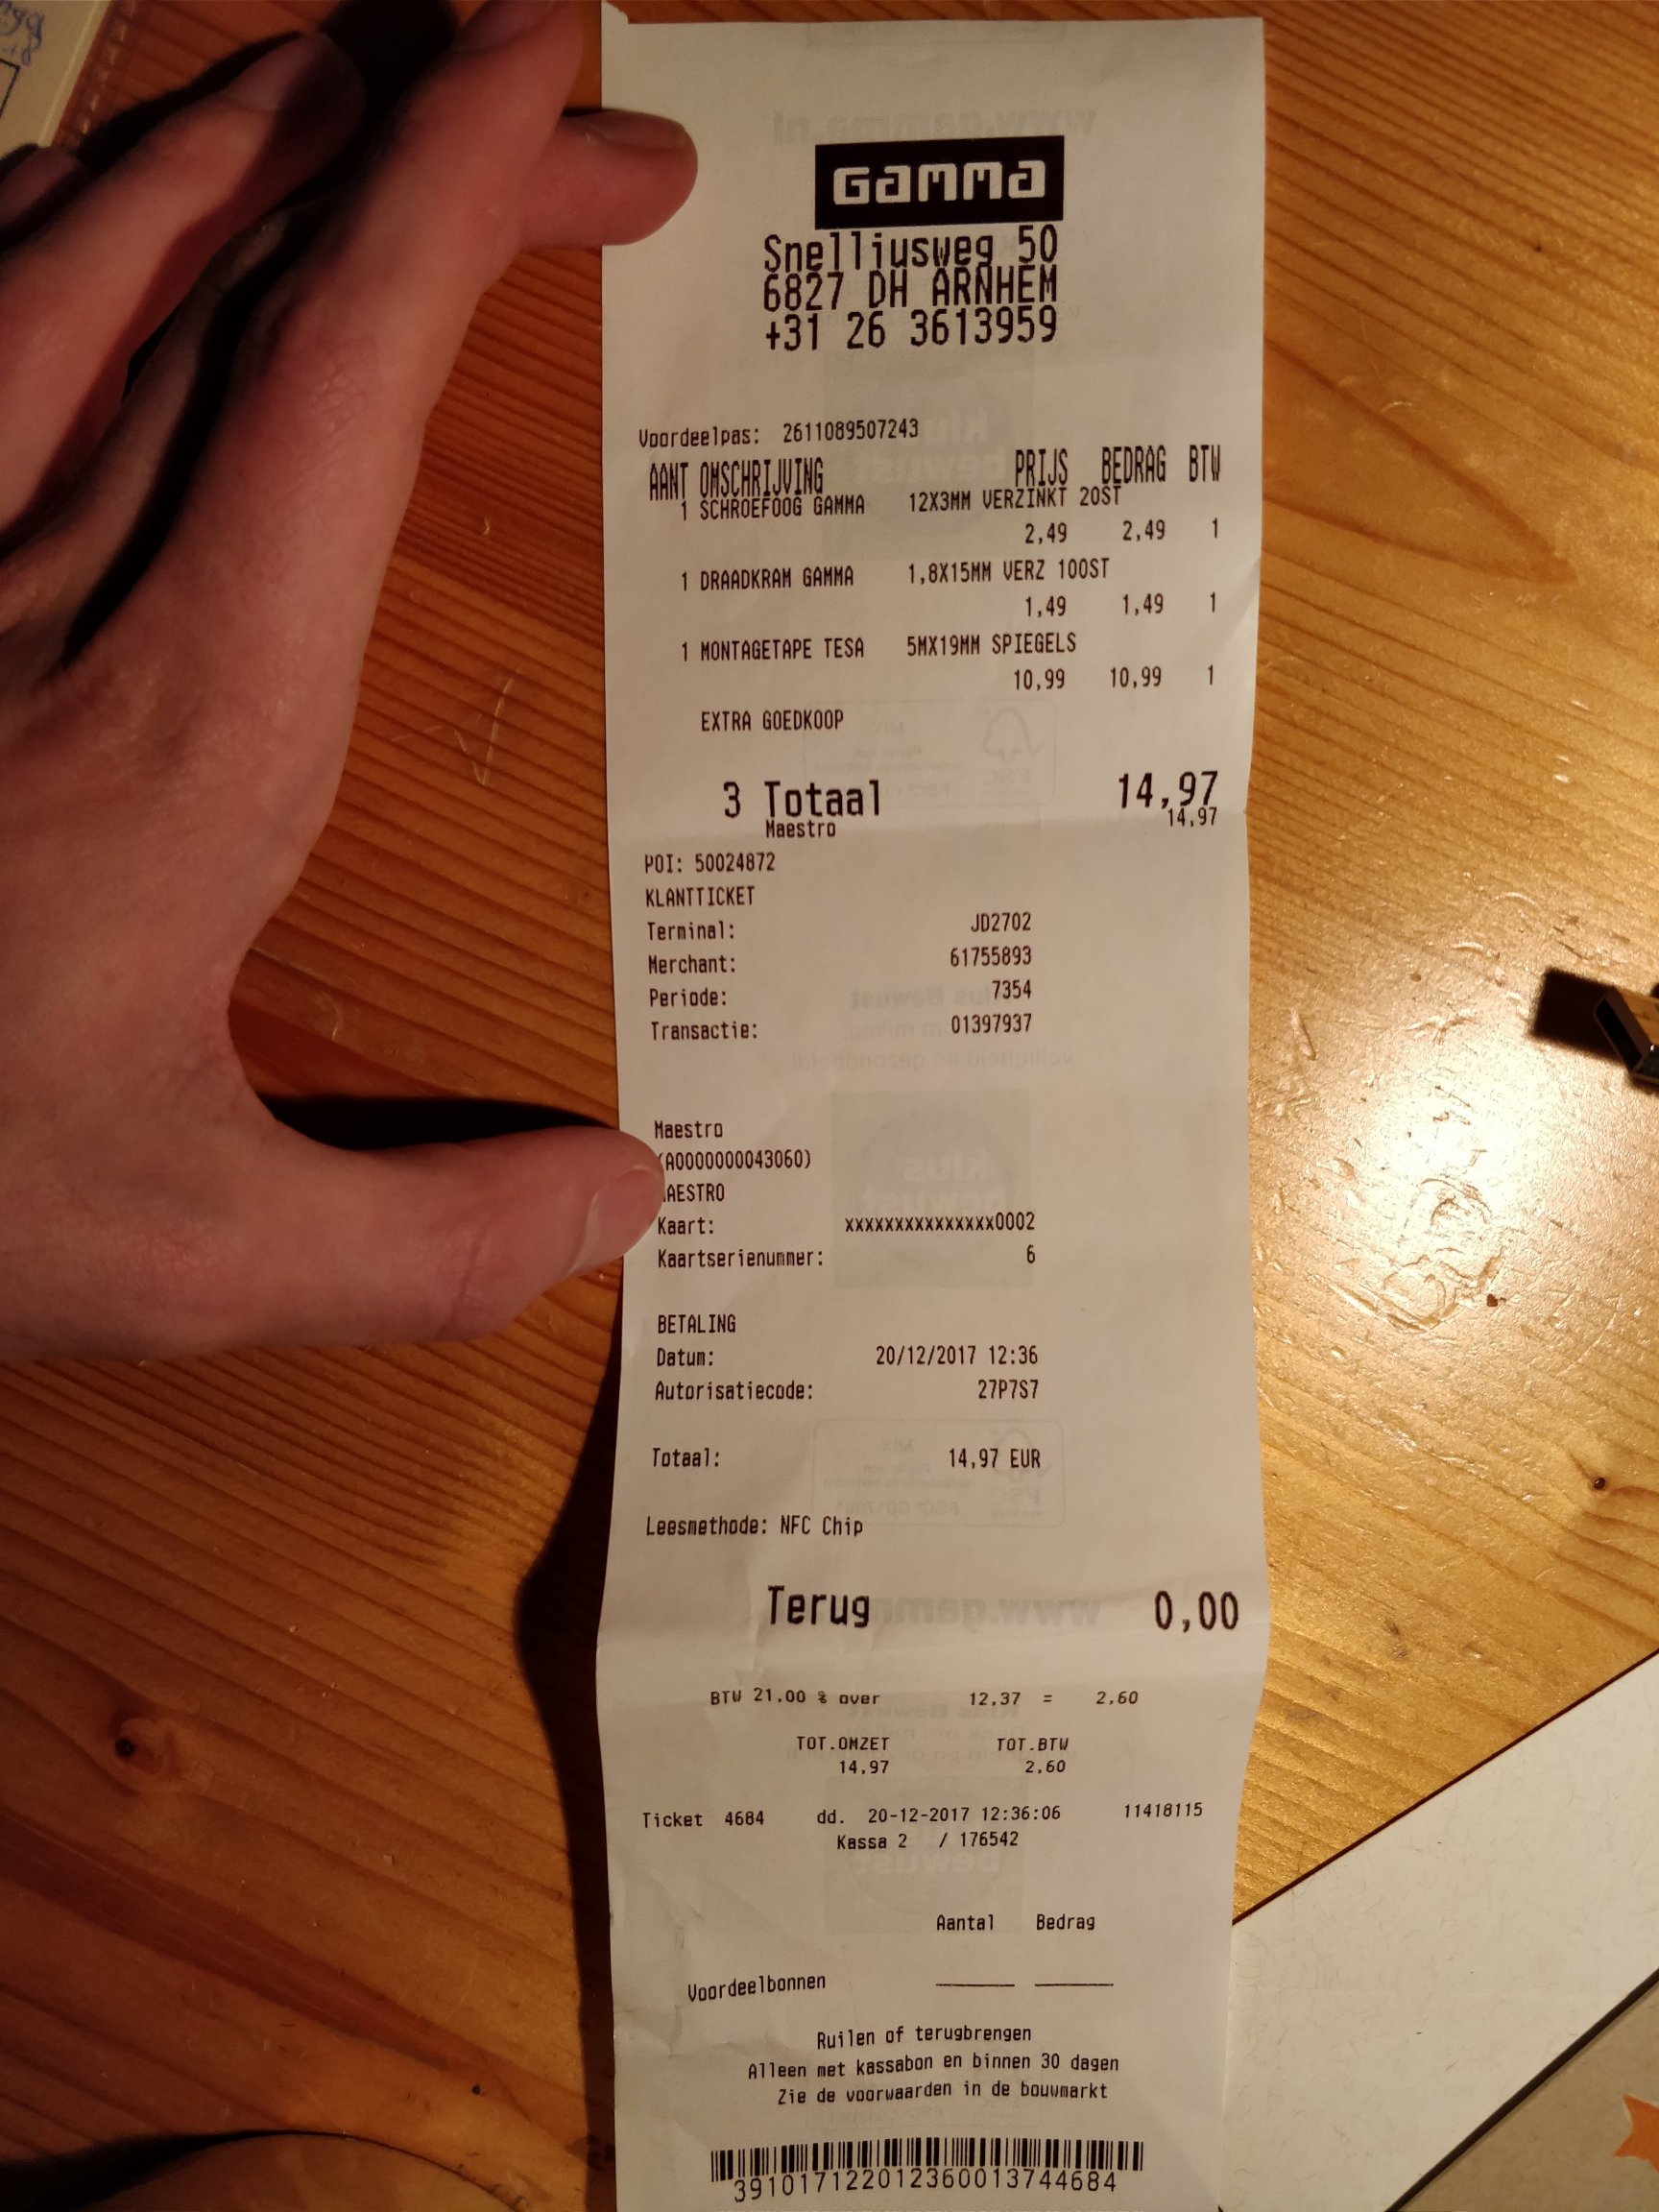 GAMMA
Snelliusweg 50
6827 DH ARNHEM
+31 26 3613959
Voordeelpas: 2611089507243
AANT OMSCHRIJVING PRIJS BEDRAG BTW
1 SCHROEFOOG GAMMA 12X3MM VERZINKT 20ST
2,49 2,49 1
1 DRAADKRAM GAMMA 1,8X15MM VERZ 100ST
1,49 1,49 1
1 MONTAGETAPE TESA 5MX19MM SPIEGELS
10,99 10,99 1
EXTRA GOEDKOOP
3 Totaal 14,97
Maestro 14,97
POI: 50024872
KLANTTICKET
Terminal: JD2702
Merchant: 61755893
Periode: 7354
Transactie: 01397937
Maestro
(A0000000043060)
MAESTRO
Kaart: xxxxxxxxxxxxxxx0002
Kaartserienummer: 6
BETALING
Datum: 20/12/2017 12:36
Autorisatiecode: 27P7S7
Totaal: 14,97 EUR
Leesmethode: NFC Chip
Terug 0,00
BTW 21.00 % over 12,37 = 2,60
TOT.OMZET TOT.BTW
14,97 2,60
Ticket 4684 dd. 20-12-2017 12:36:06 11418115
Kassa 2 / 176542
Aantal Bedrag
Voordeelbonnen
Ruilen of terugbrengen
Alleen met kassabon en binnen 30 dagen
Zie de voorwaarden in de bouwmarkt
391017122012360013744684